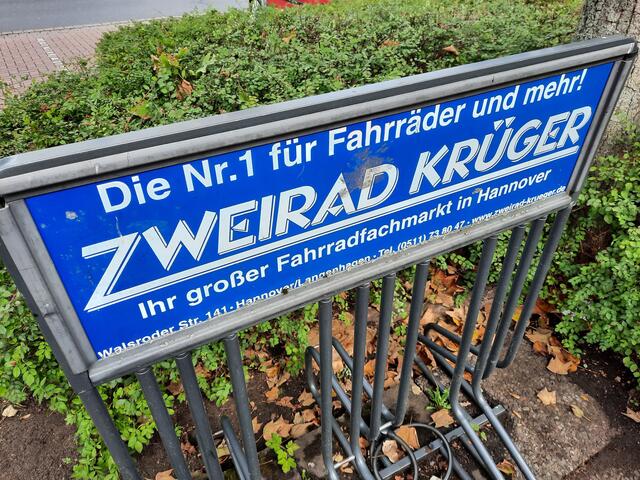 Die Nr.1 für Fahrräder und mehr!
ZWEIRAD KRÜGER
Ihr großer Fahrradfachmarkt in Hannover
Walsroder Str. 141 - Hannover/Langenhagen - Tel. (0511) 73 80 47 - www.zweirad-krueger.de